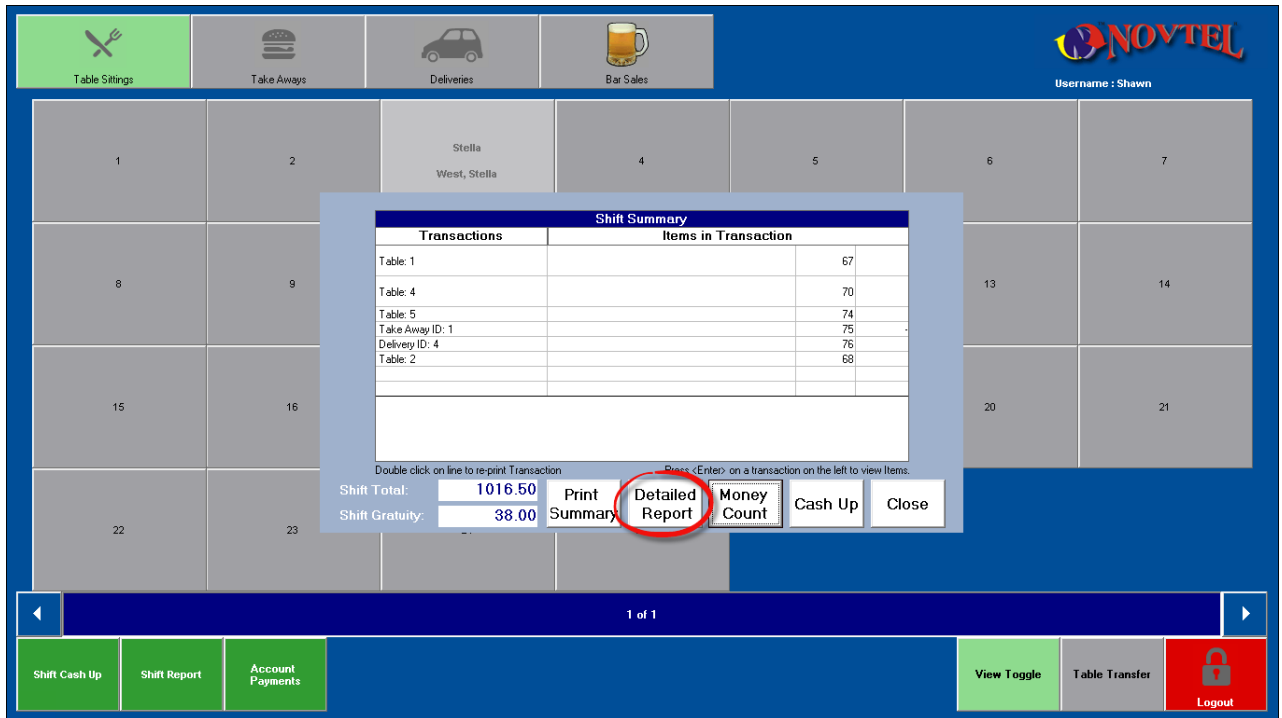 NOVTEL
Table Sittings
Take Aways
Deliveries
Bar Sales
Username : Shawn
1
2
Stella
West, Stella
4
5
6
7
Shift Summary
Transactions
Items in Transaction
Table: 1
67
Table: 4
70
Table: 5
74
Take Away ID: 1
75
-
Delivery ID: 4
76
Table: 2
68
8
9
13
14
15
16
20
21
Double click on line to re-print Transaction
Press <Enter> on a transaction on the left to view Items.
Shift Total:
1016.50
Shift Gratuity:
38.00
Print
Summary
Detailed
Report
Money
Count
Cash Up
Close
22
23
1 of 1
Shift Cash Up
Shift Report
Account
Payments
View Toggle
Table Transfer
Logout